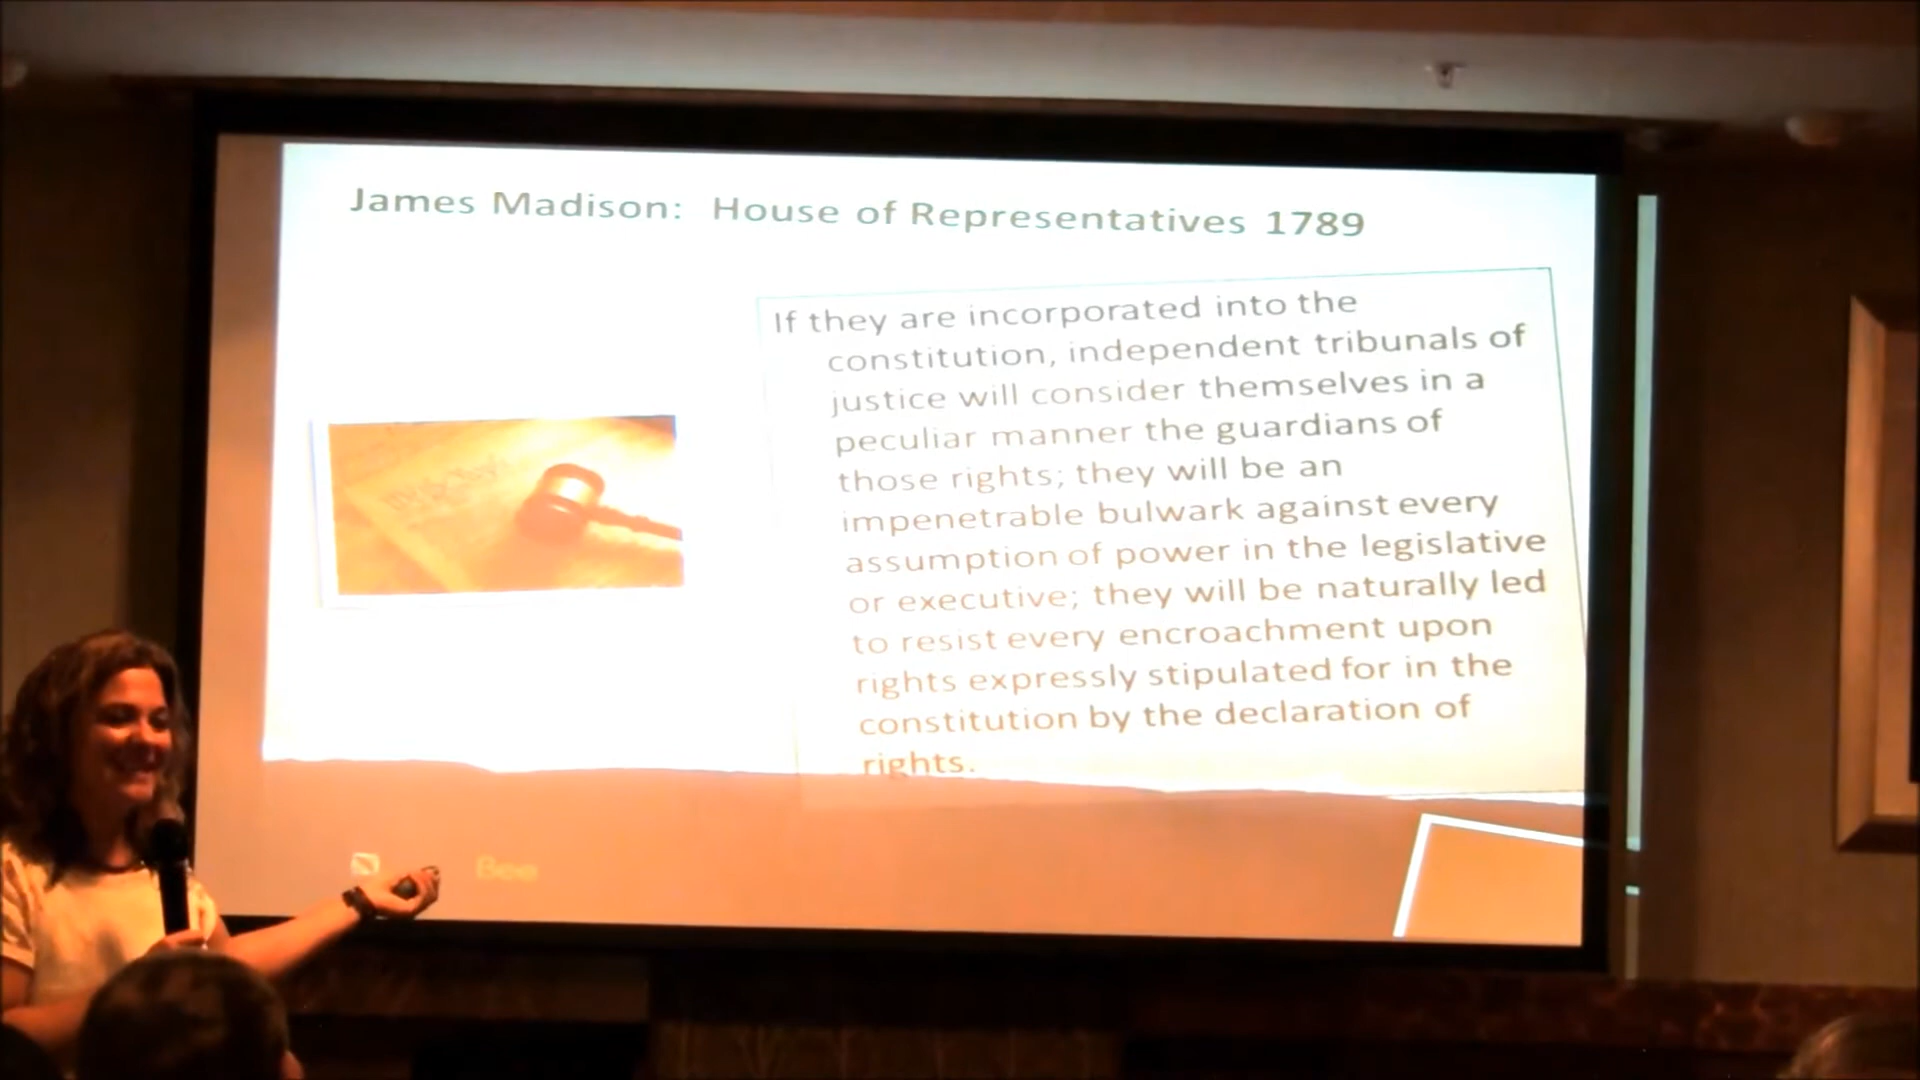 James Madison: House of Representatives 1789
If they are incorporated into the
constitution, independent tribunals of
justice will consider themselves in a
peculiar manner the guardians of
those rights; they will be an
impenetrable bulwark against every
assumption of power in the legislative
or executive; they will be naturally led
to resist every encroachment upon
rights expressly stipulated for in the
constitution by the declaration of
rights.
Bee